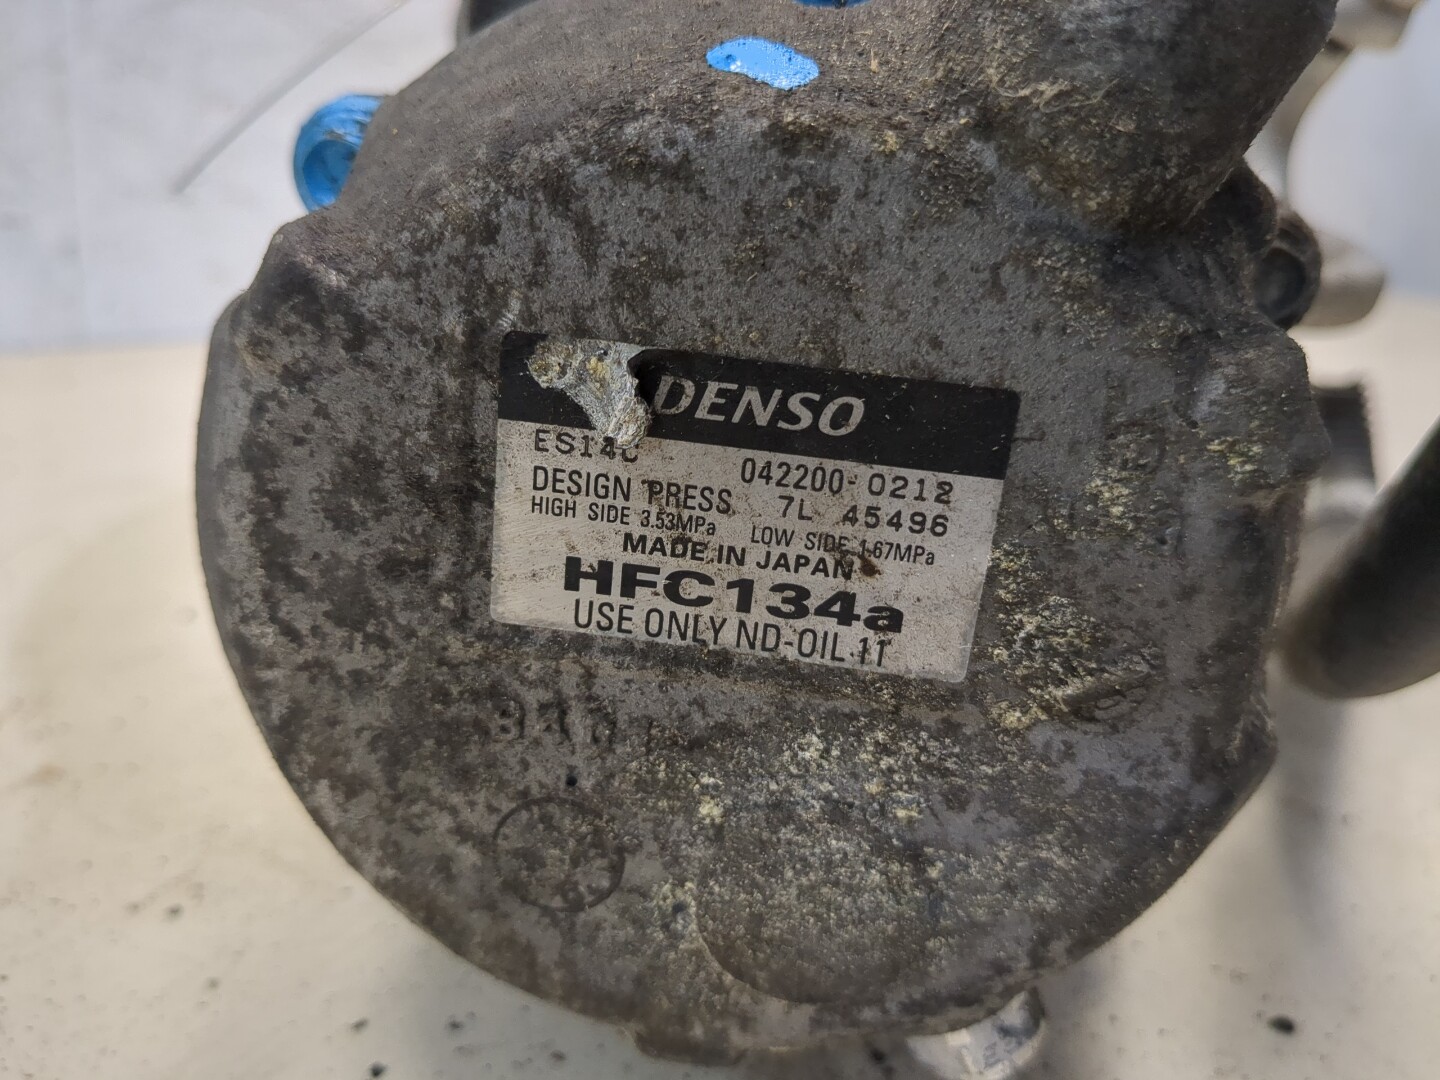 DENSO
ES14C
042200-0212
DESIGN PRESS 7L 45496
HIGH SIDE 3.53MPa LOW SIDE 1.67MPa
MADE IN JAPAN
HFC134a
USE ONLY ND-OIL 11